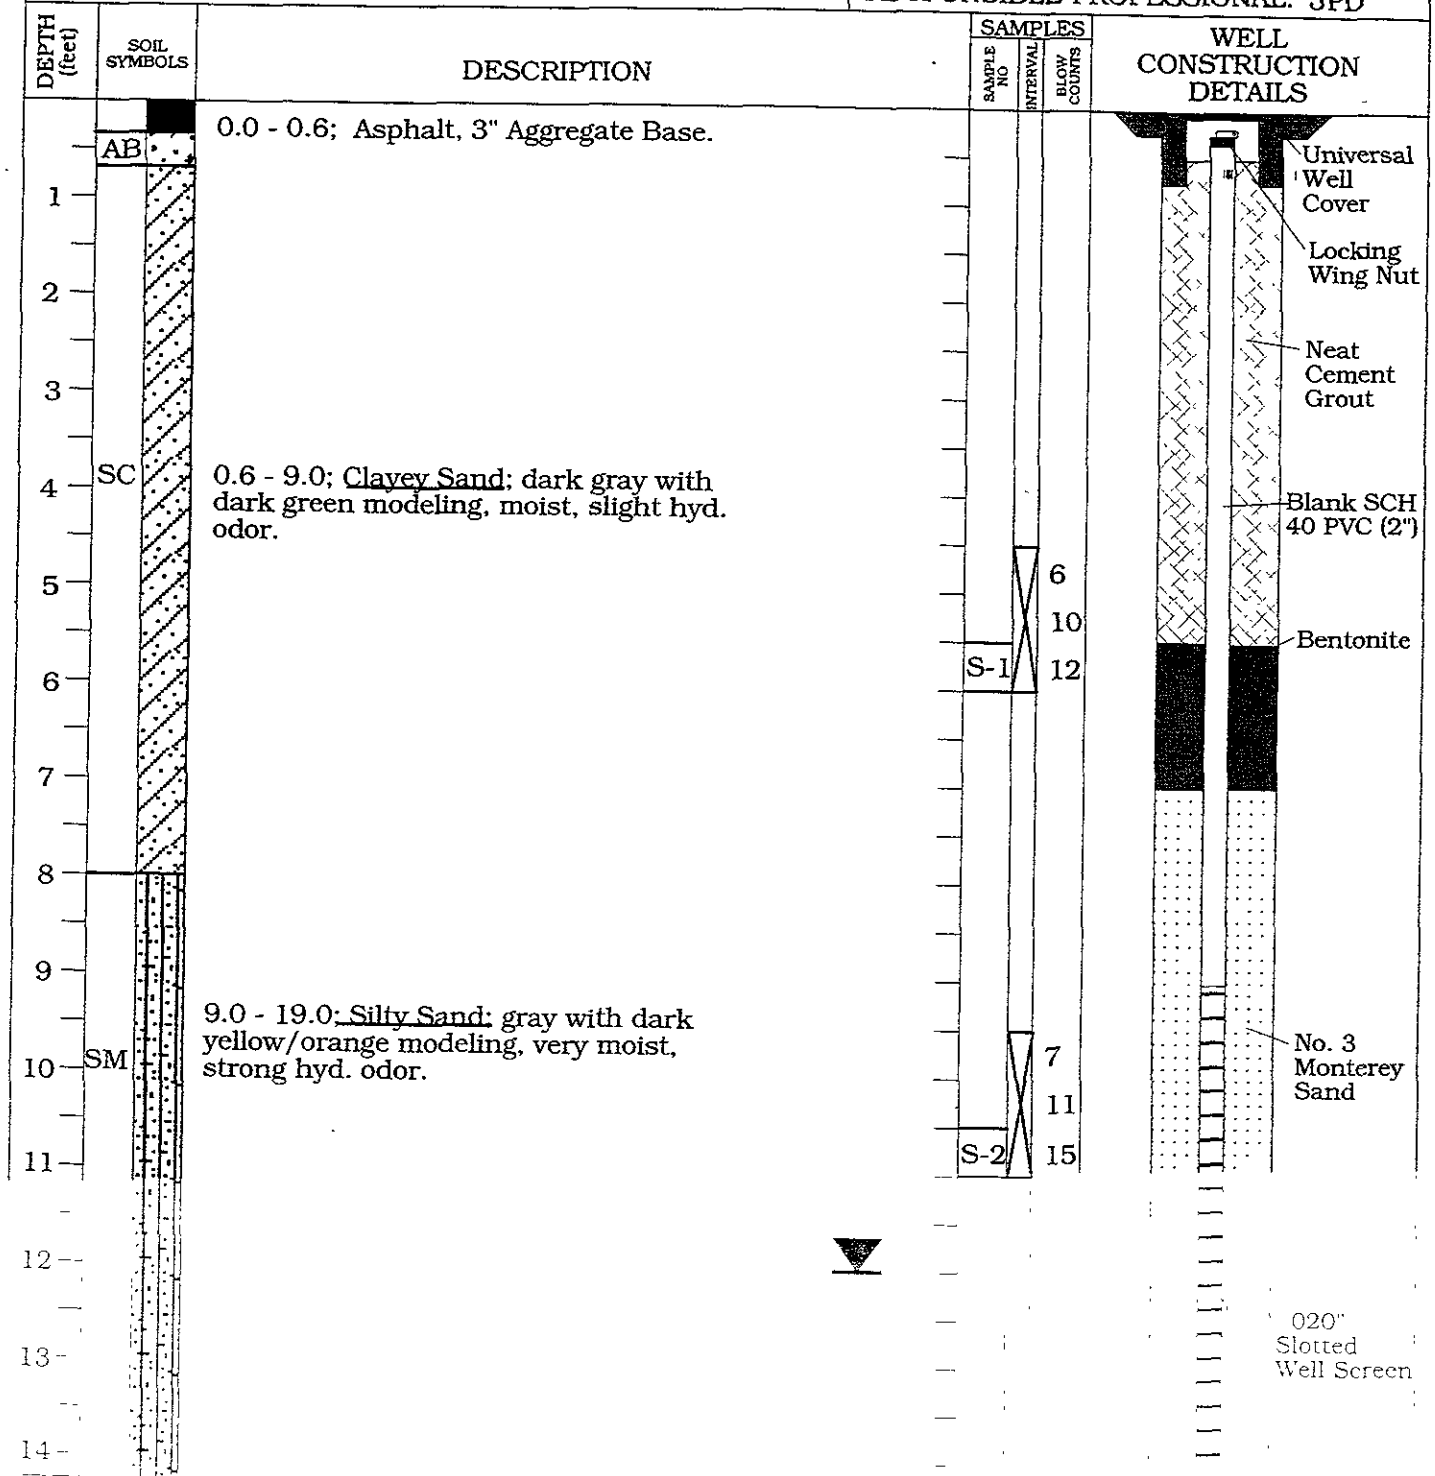 RESPONSIBLE PROFESSIONAL: JPD
DEPTH (feet)
SOIL SYMBOLS
DESCRIPTION
SAMPLES
SAMPLE NO
INTERVAL
BLOW COUNTS
WELL
CONSTRUCTION
DETAILS
0.0 - 0.6; Asphalt, 3" Aggregate Base.
AB
Universal
Well
Cover
1
Locking
Wing Nut
2
Neat
Cement
Grout
3
SC
0.6 - 9.0; Clayey Sand; dark gray with
dark green modeling, moist, slight hyd.
odor.
4
Blank SCH
40 PVC (2")
5
6
10
Bentonite
6
S-1
12
7
8
9
9.0 - 19.0; Silty Sand; gray with dark
yellow/orange modeling, very moist,
strong hyd. odor.
10
SM
7
11
No. 3
Monterey
Sand
11
S-2
15
12
020"
Slotted
Well Screen
13
14